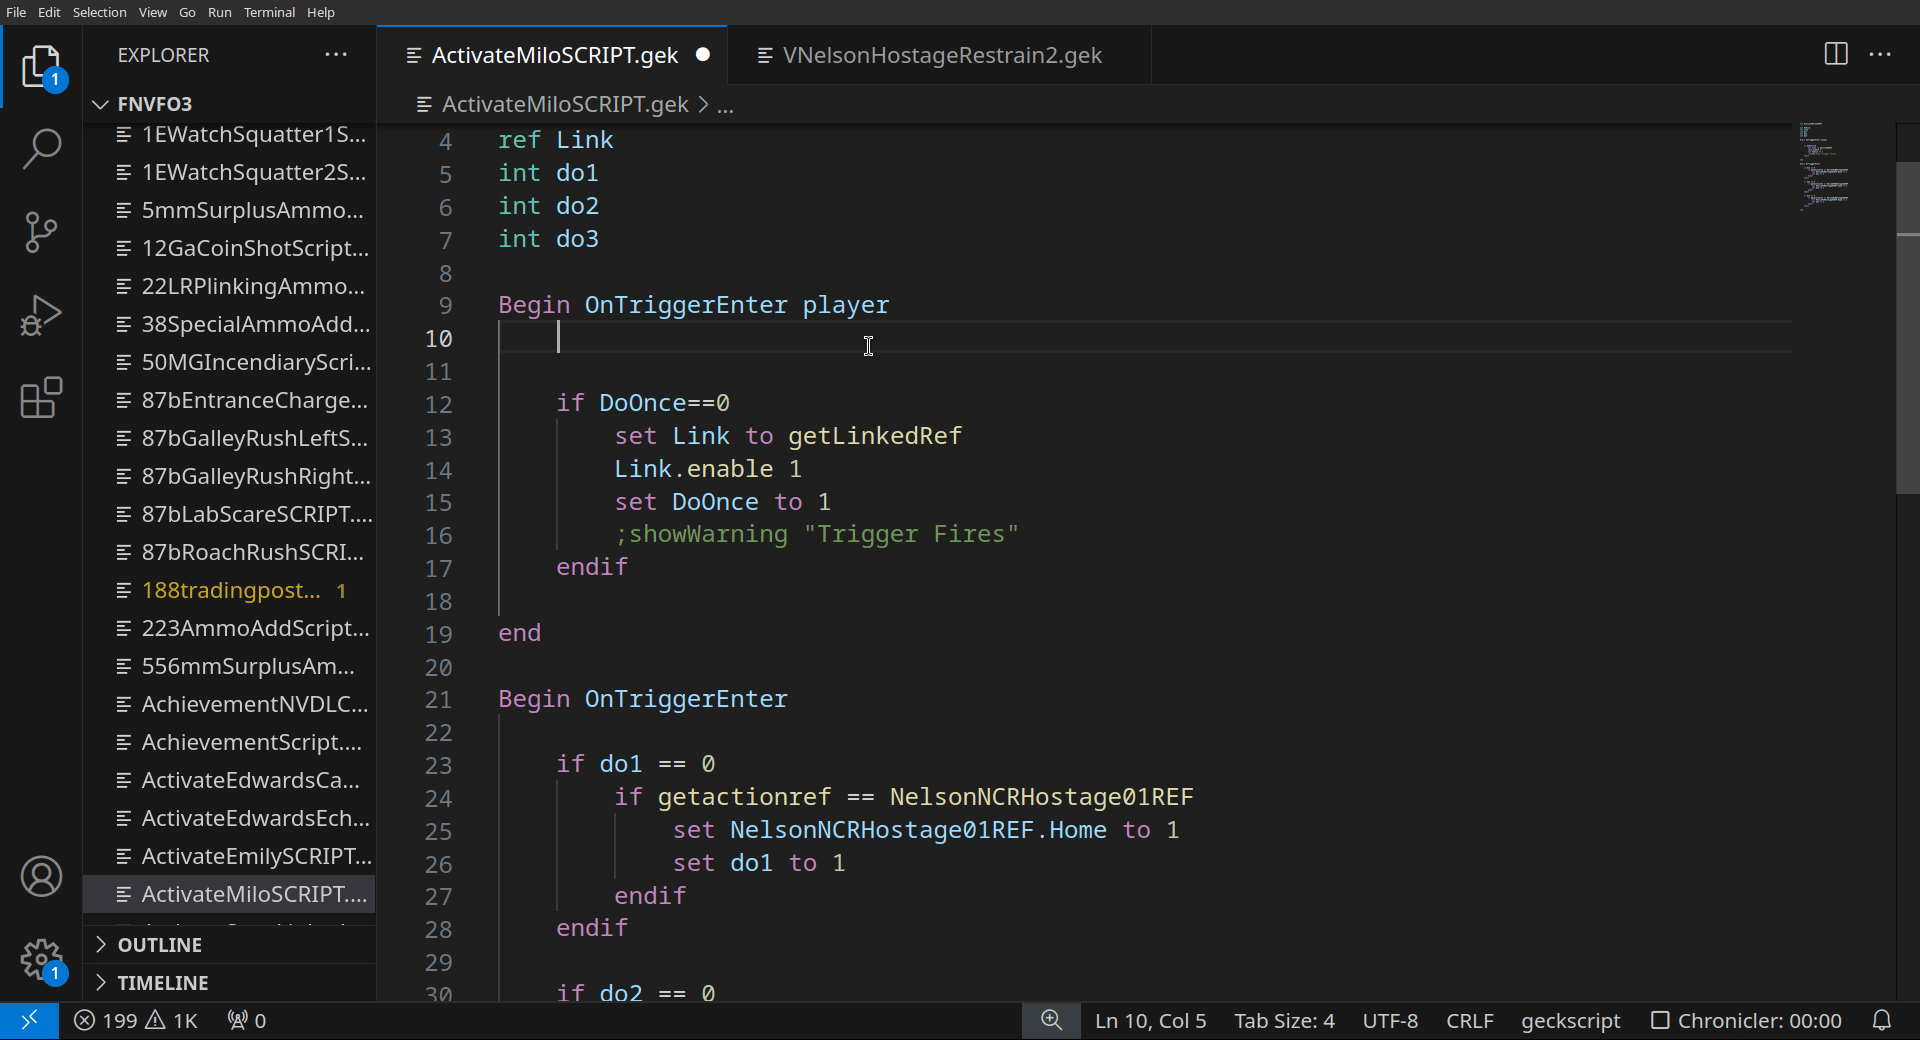 File Edit Selection View Go Run Terminal Help
EXPLORER ...
FNVFO3
1EWatchSquatter1S...
1EWatchSquatter2S...
5mmSurplusAmmo...
12GaCoinShotScript...
22LRPlinkingAmmo...
38SpecialAmmoAdd...
50MGIncendiaryScri...
87bEntranceCharge...
87bGalleyRushLeftS...
87bGalleyRushRight...
87bLabScareSCRIPT....
87bRoachRushSCRI...
188tradingpost... 1
223AmmoAddScript...
556mmSurplusAm...
AchievementNVDLC...
AchievementScript....
ActivateEdwardsCa...
ActivateEdwardsEch...
ActivateEmilySCRIPT...
ActivateMiloSCRIPT....
OUTLINE
TIMELINE
1
1
ActivateMiloSCRIPT.gek VNelsonHostageRestrain2.gek ...
ActivateMiloSCRIPT.gek > ...
4 ref Link
5 int do1
6 int do2
7 int do3
8
9 Begin OnTriggerEnter player
10
11
12 if DoOnce==0
13 set Link to getLinkedRef
14 Link.enable 1
15 set DoOnce to 1
16 ;showWarning "Trigger Fires"
17 endif
18
19 end
20
21 Begin OnTriggerEnter
22
23 if do1 == 0
24 if getactionref == NelsonNCRHostage01REF
25 set NelsonNCRHostage01REF.Home to 1
26 set do1 to 1
27 endif
28 endif
29
30 if do2 == 0
199 1K 0 Ln 10, Col 5 Tab Size: 4 UTF-8 CRLF geckscript Chronicler: 00:00